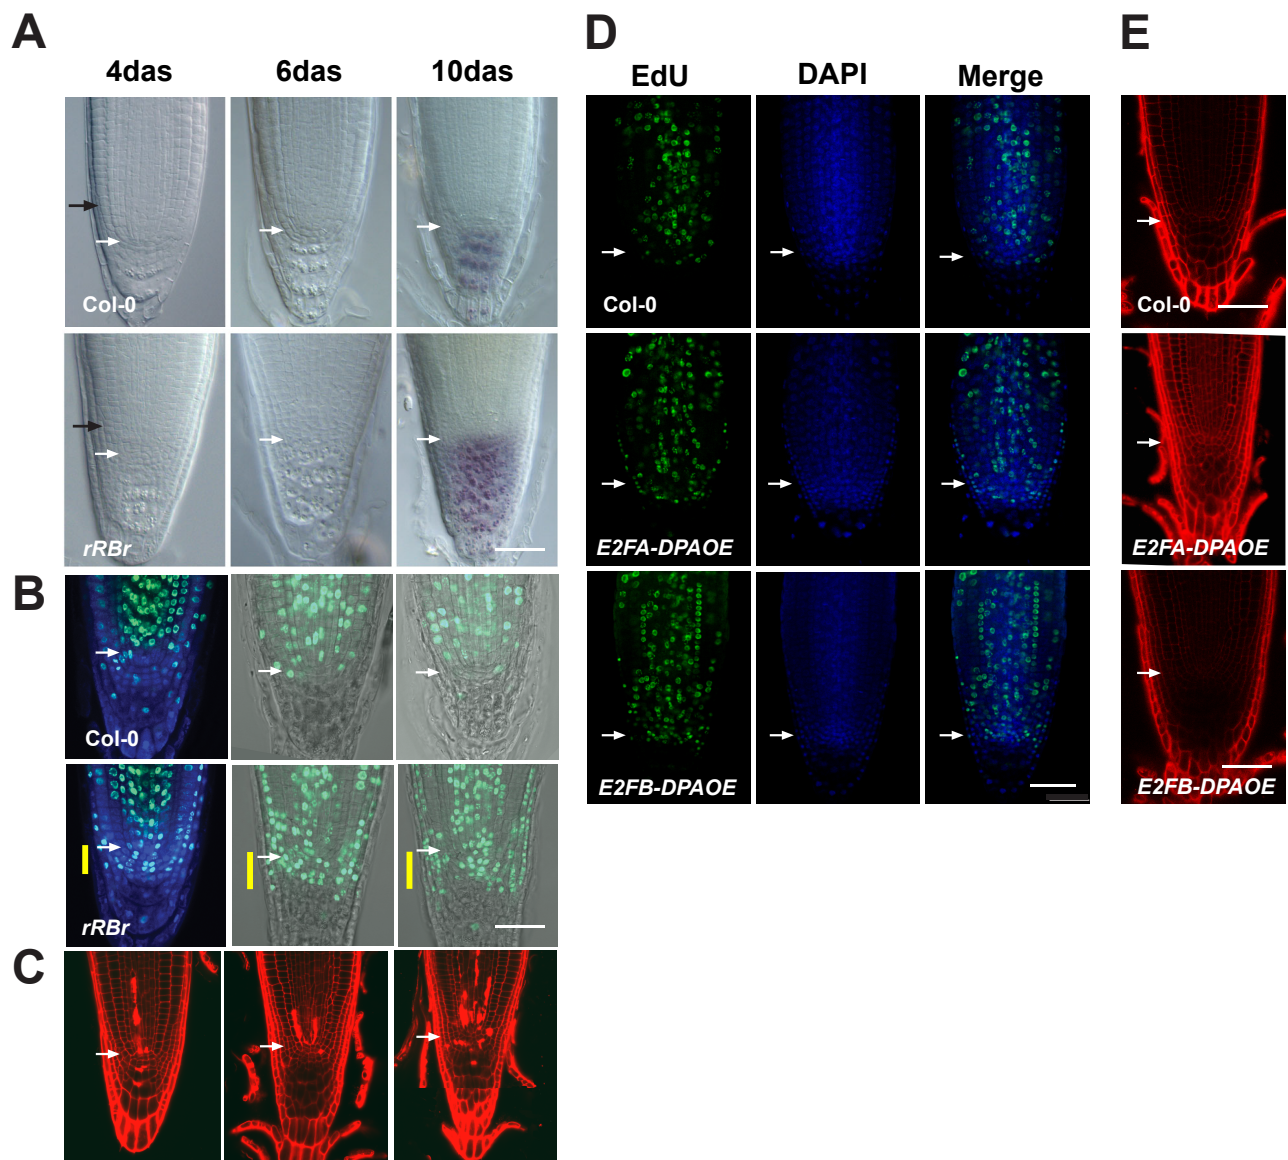 A
4das
6das
10das
Col-0
rRBr
B
Col-0
rRBr
C
D
EdU
DAPI
Merge
Col-0
E2FA-DPAOE
E2FB-DPAOE
E
Col-0
E2FA-DPAOE
E2FB-DPAOE